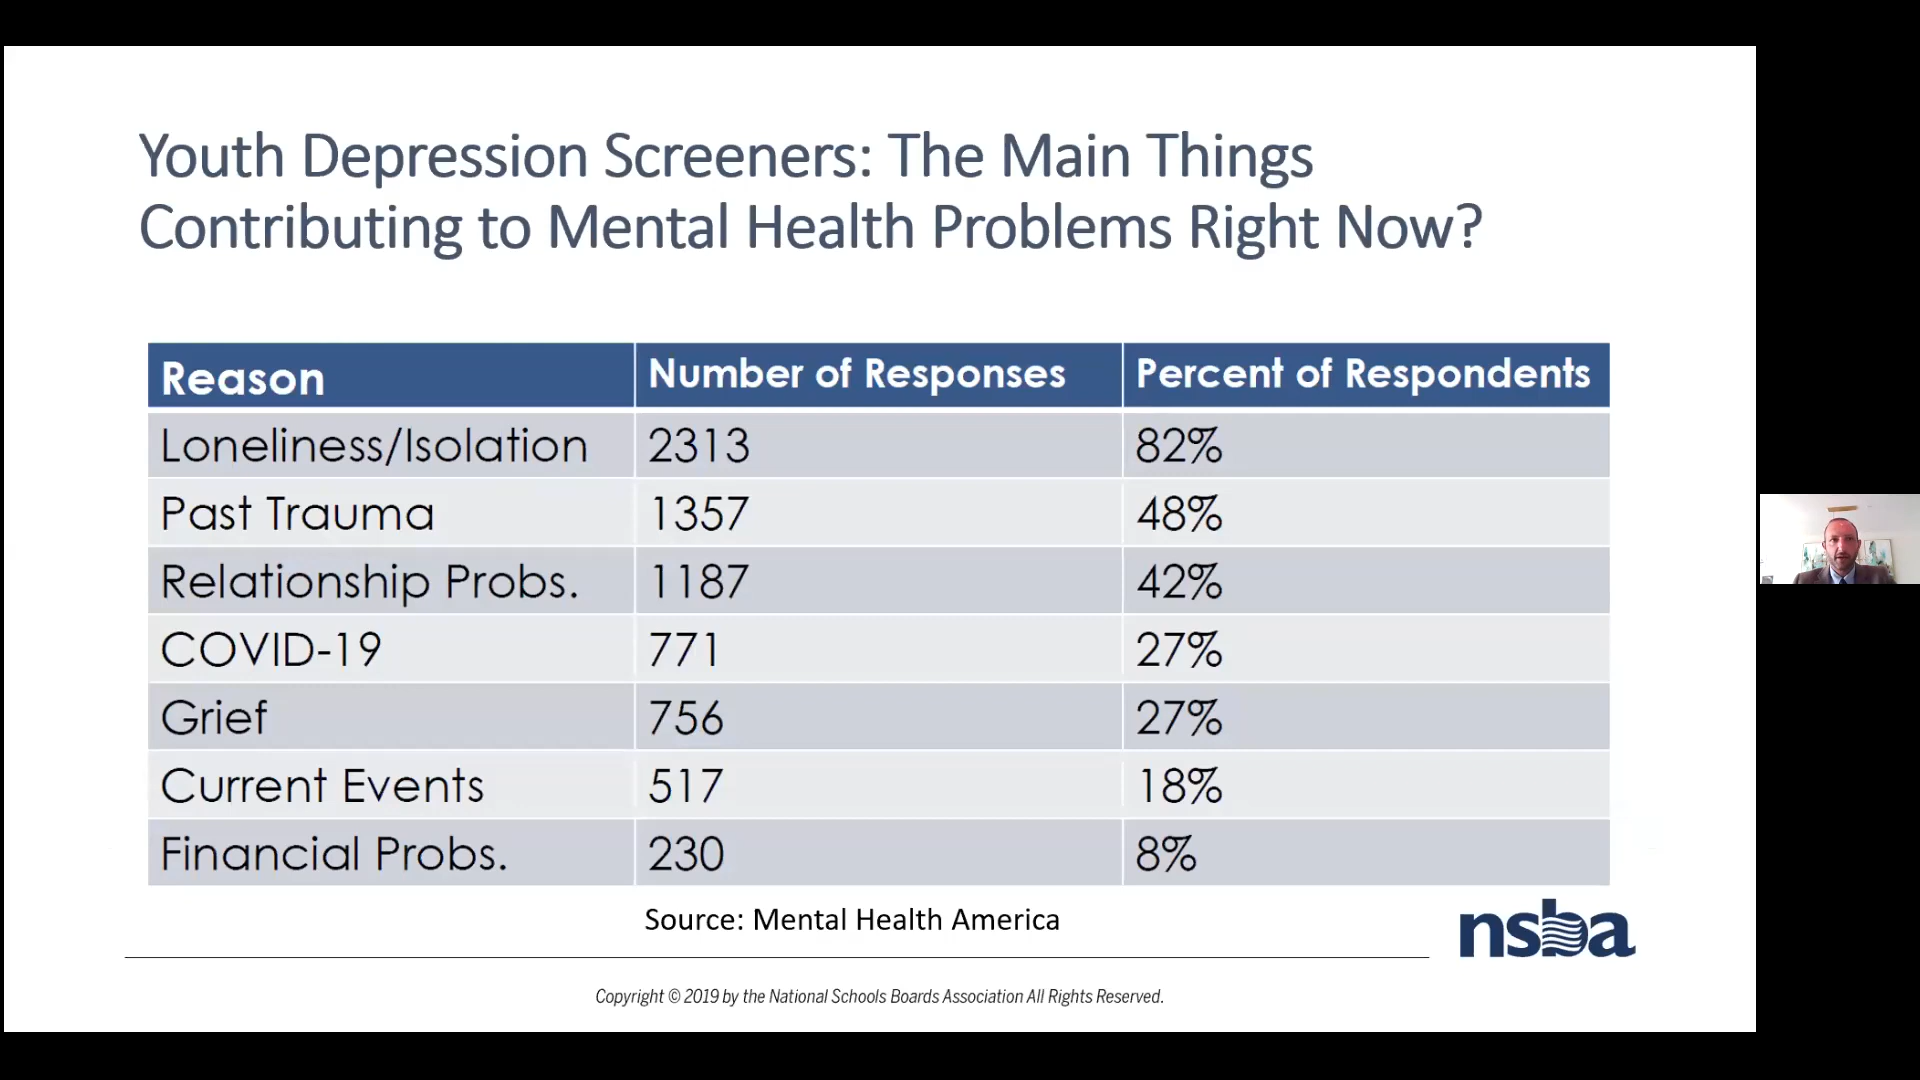 Youth Depression Screeners: The Main Things
Contributing to Mental Health Problems Right Now?
Reason Number of Responses Percent of Respondents
Loneliness/Isolation 2313 82%
Past Trauma 1357 48%
Relationship Probs. 1187 42%
COVID-19 771 27%
Grief 756 27%
Current Events 517 18%
Financial Probs. 230 8%
Source: Mental Health America
nsba
Copyright © 2019 by the National Schools Boards Association All Rights Reserved.